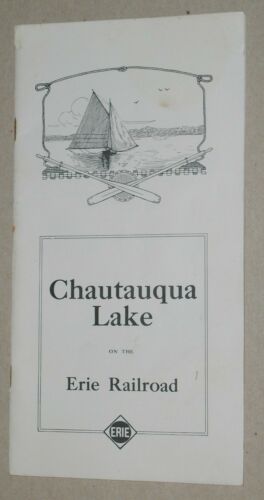 Chautauqua
Lake
ON THE
Erie Railroad
ERIE